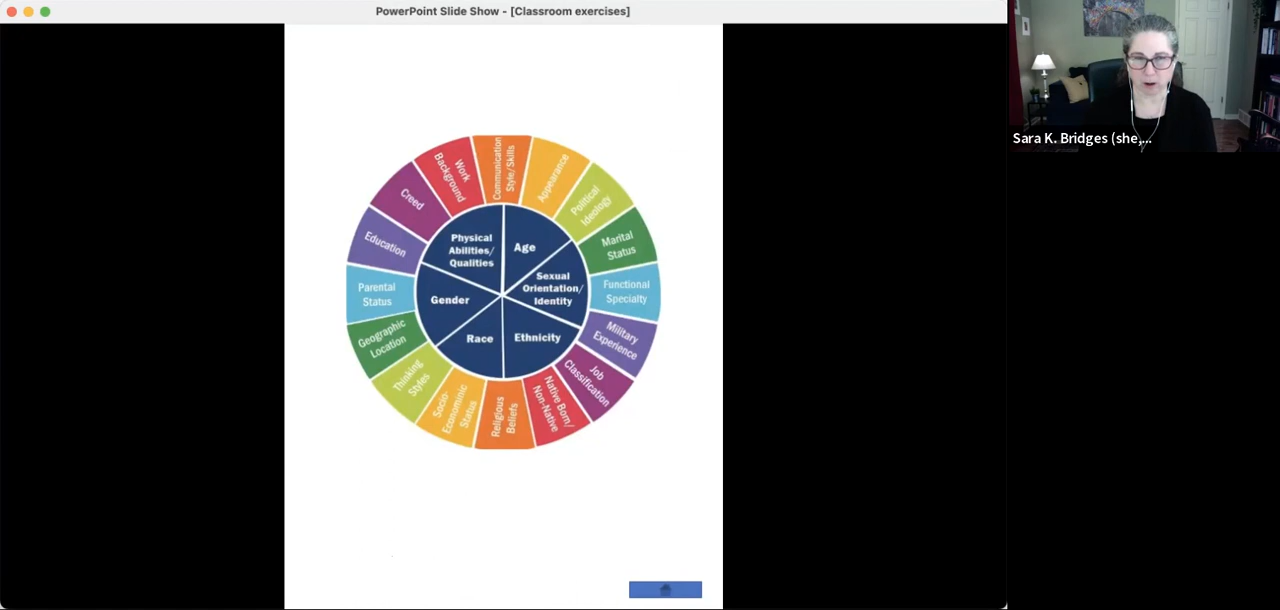 PowerPoint Slide Show - [Classroom exercises]
Sara K. Bridges (she,...
Communication
Style/Skills
Appearance
Political
Ideology
Marital
Status
Functional
Specialty
Military
Experience
Job
Classification
Native Born/
Non-Native
Religious
Beliefs
Socio-
Economic
Status
Thinking
Styles
Geographic
Location
Parental
Status
Education
Creed
Work
Background
Physical
Abilities/
Qualities
Age
Sexual
Orientation/
Identity
Ethnicity
Race
Gender